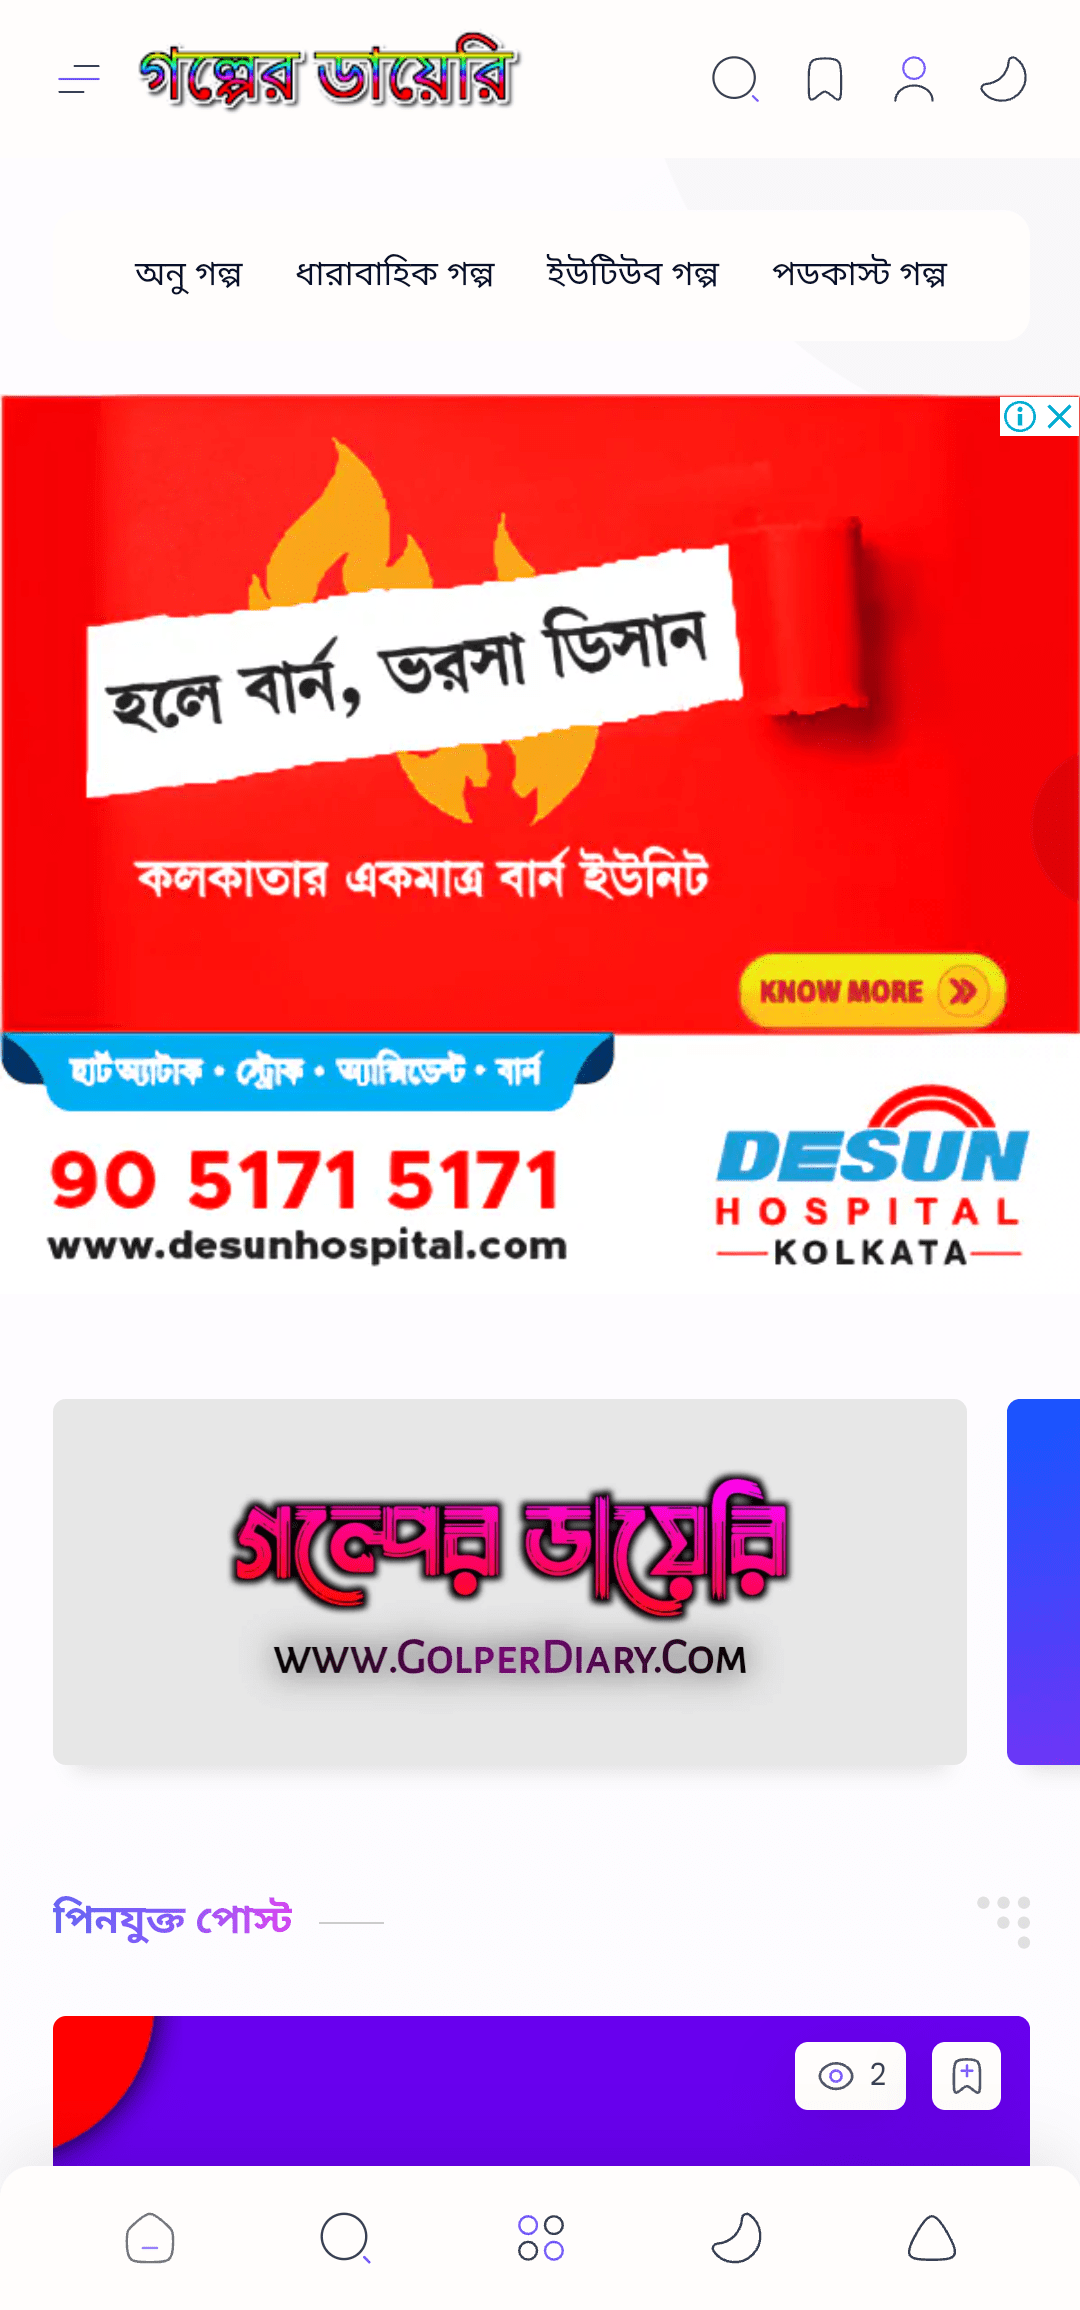 গল্পের ডায়েরি
অনু গল্প ধারাবাহিক গল্প ইউটিউব গল্প পডকাস্ট গল্প
হলে বার্ন, ভরসা ডিসান
কলকাতার একমাত্র বার্ন ইউনিট
KNOW MORE
হার্ট অ্যাটাক • স্ট্রোক • অ্যাক্সিডেন্ট • বার্ন
90 5171 5171
www.desunhospital.com
DESUN
HOSPITAL
KOLKATA
গল্পের ডায়েরি
www.GolperDiary.Com
পিনযুক্ত পোস্ট
2